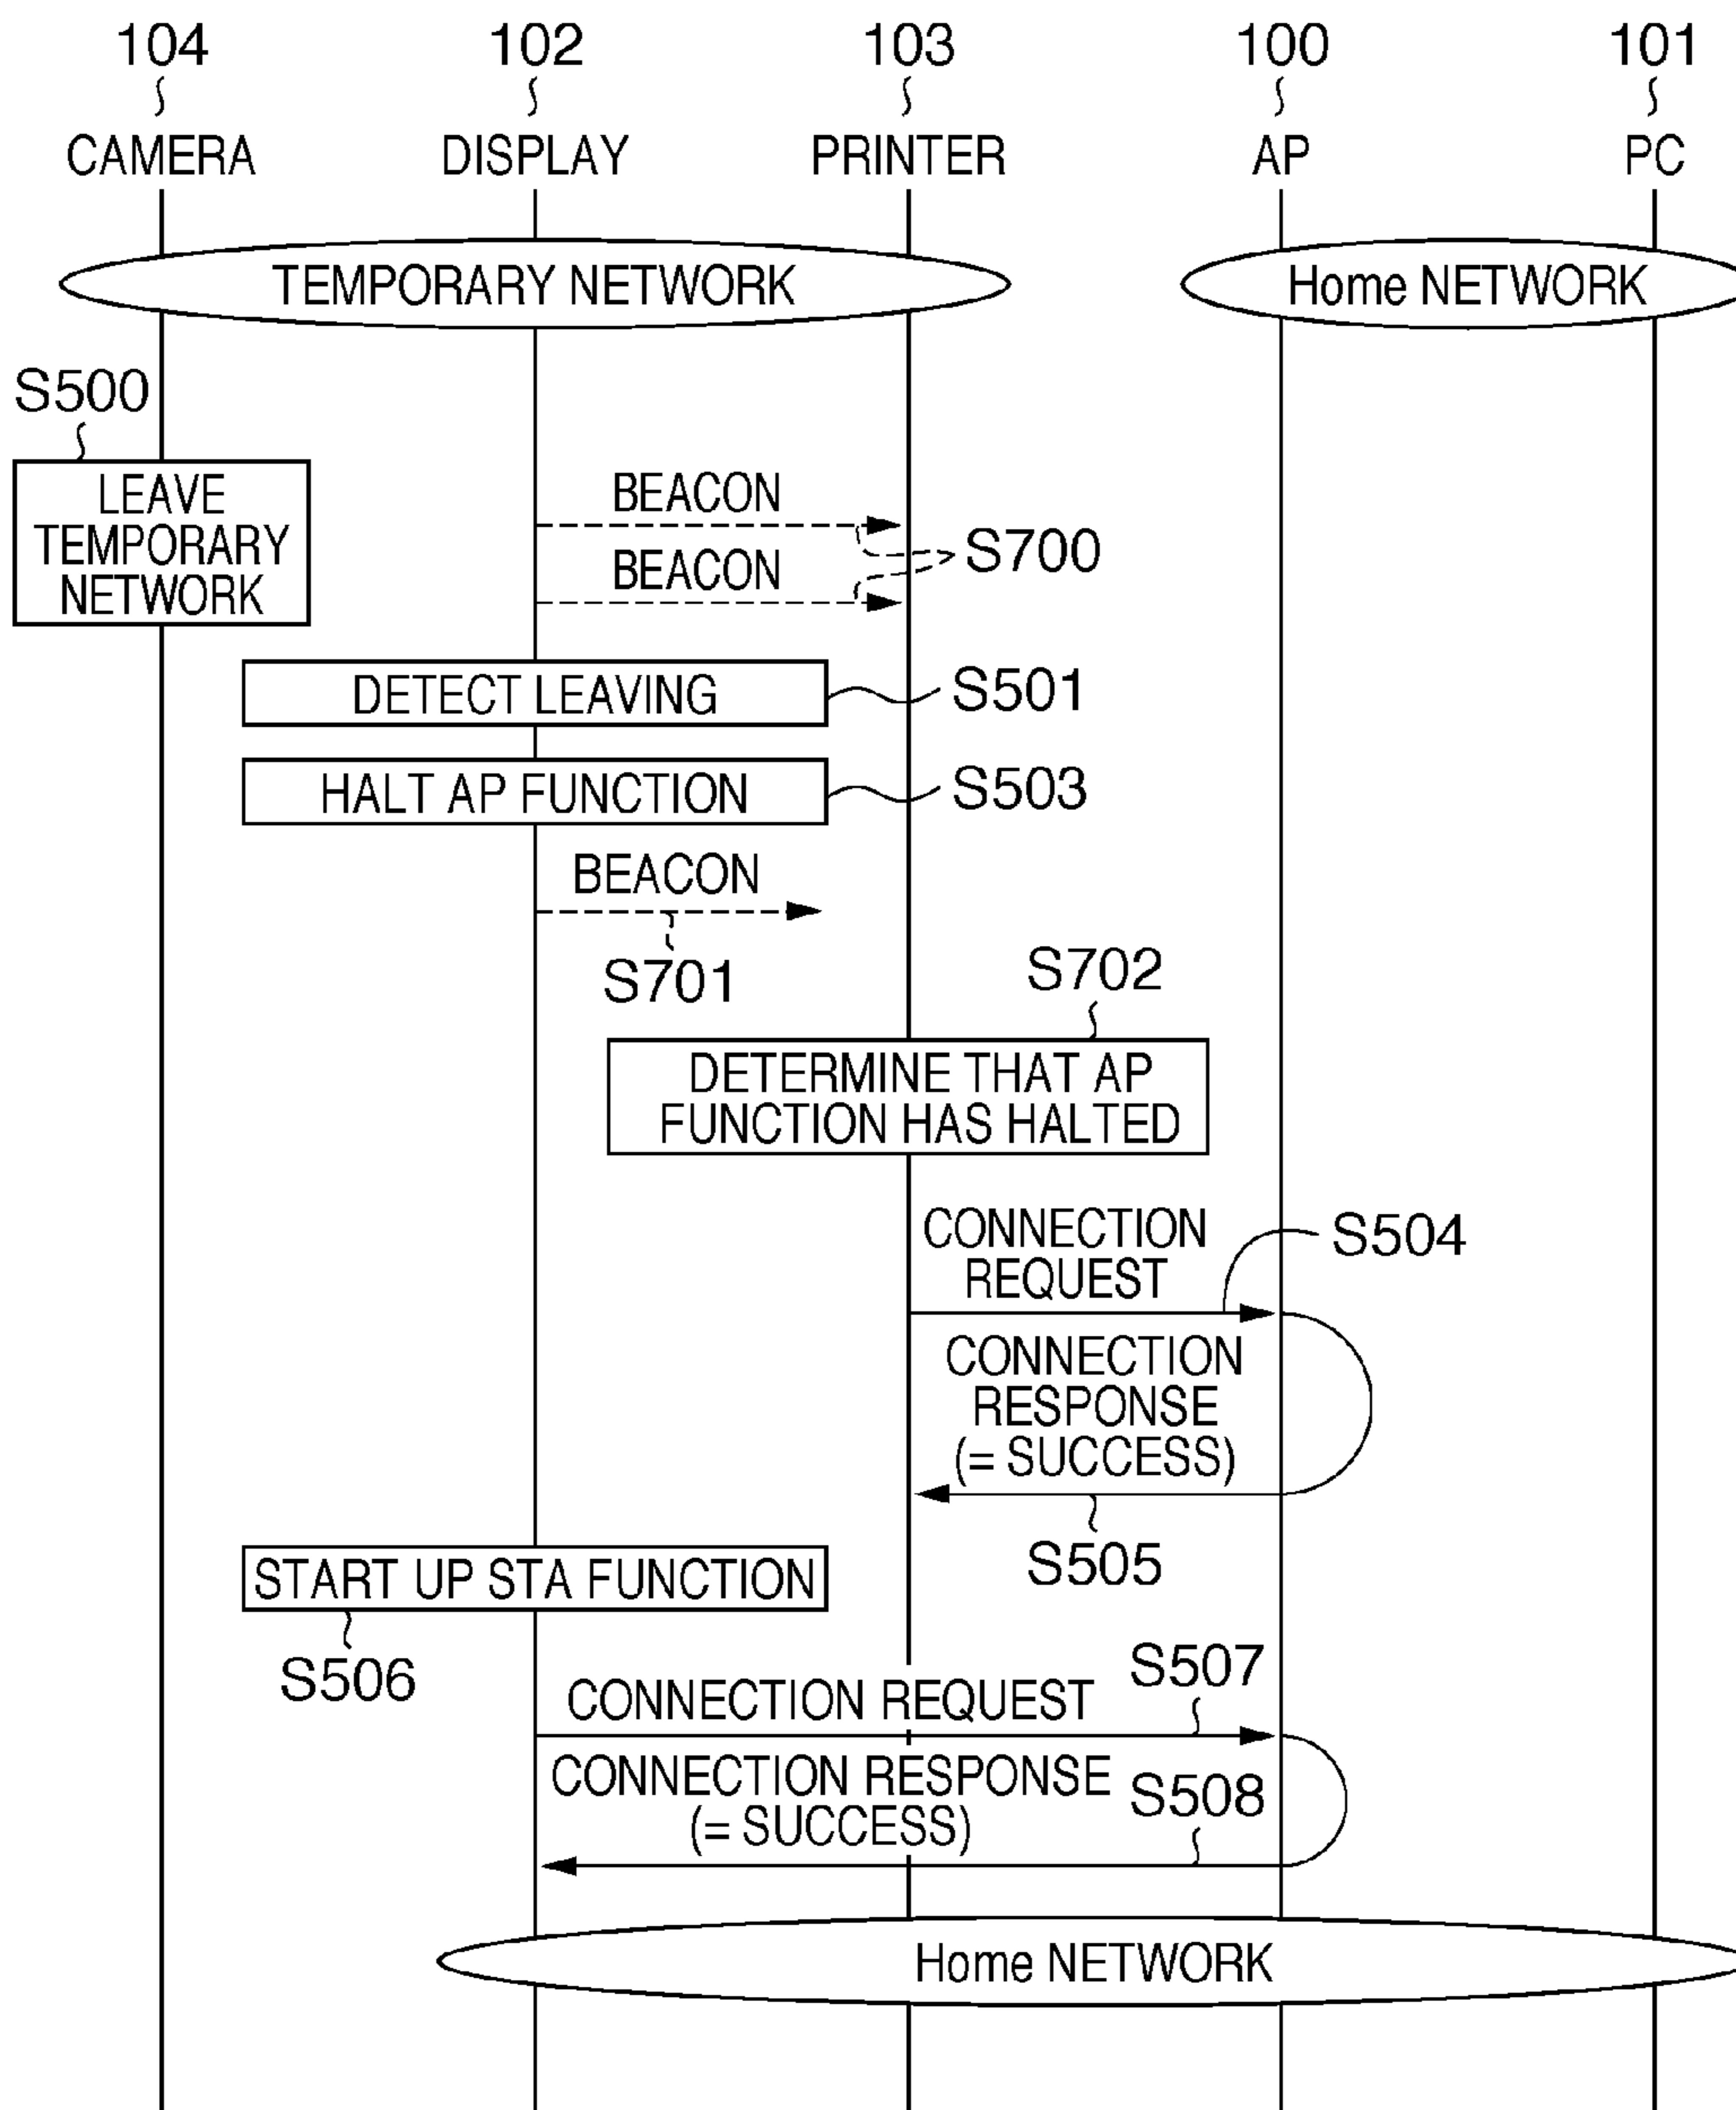 104 102 103 100 101
CAMERA DISPLAY PRINTER AP PC
TEMPORARY NETWORK Home NETWORK
S500
LEAVE
TEMPORARY
NETWORK
BEACON
BEACON
S700
DETECT LEAVING S501
HALT AP FUNCTION S503
BEACON
S701
S702
DETERMINE THAT AP
FUNCTION HAS HALTED
CONNECTION
REQUEST
S504
CONNECTION
RESPONSE
(= SUCCESS)
S505
START UP STA FUNCTION
S506
CONNECTION REQUEST S507
CONNECTION RESPONSE
(= SUCCESS)
S508
Home NETWORK